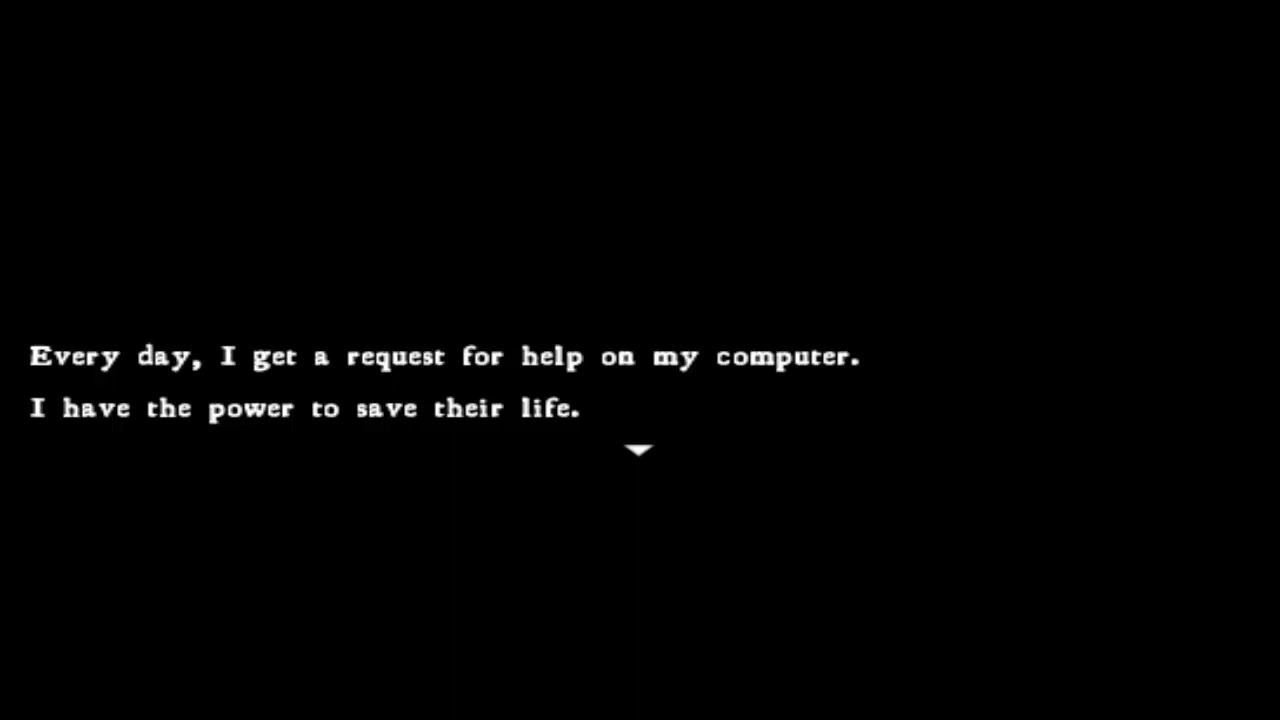 Every day, I get a request for help on my computer.
I have the power to save their life.